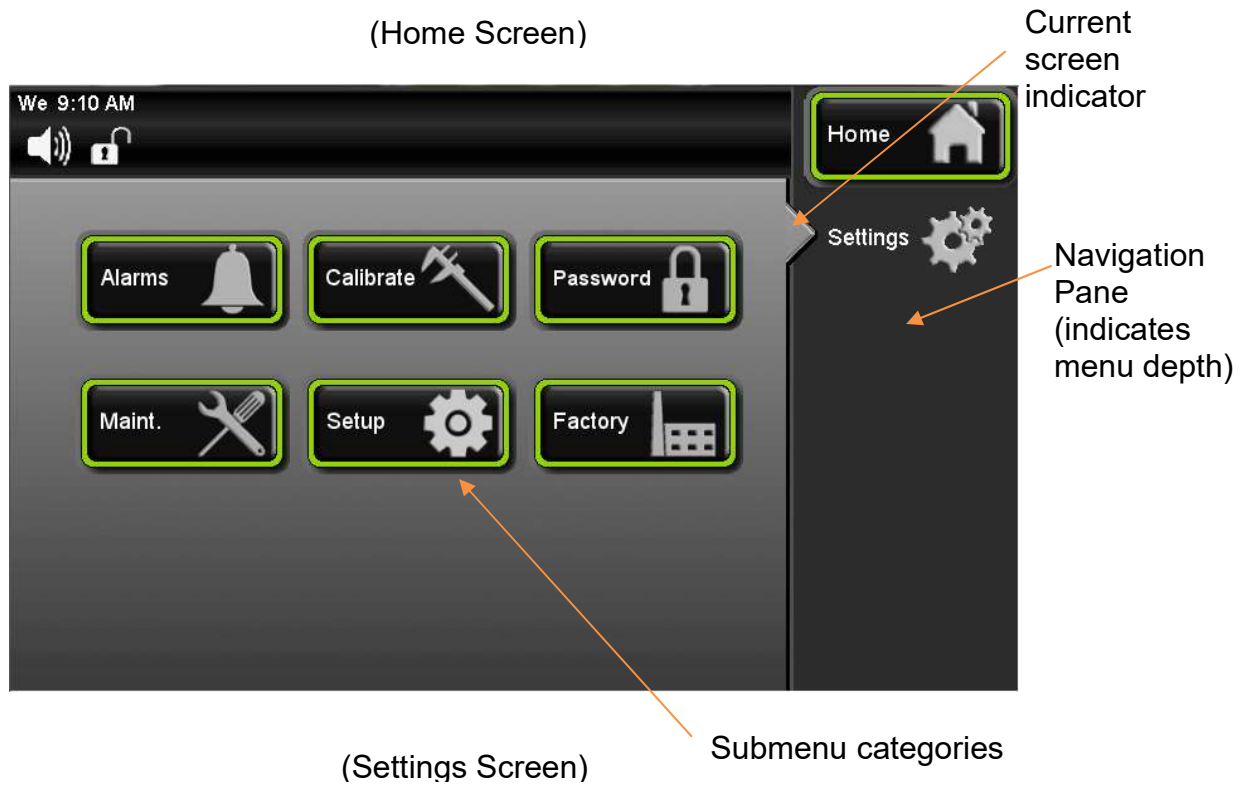 (Home Screen)
Current
screen
indicator
We 9:10 AM
Home
Settings
Alarms
Calibrate
Password
Navigation
Pane
(indicates
menu depth)
Maint.
Setup
Factory
Submenu categories
(Settings Screen)